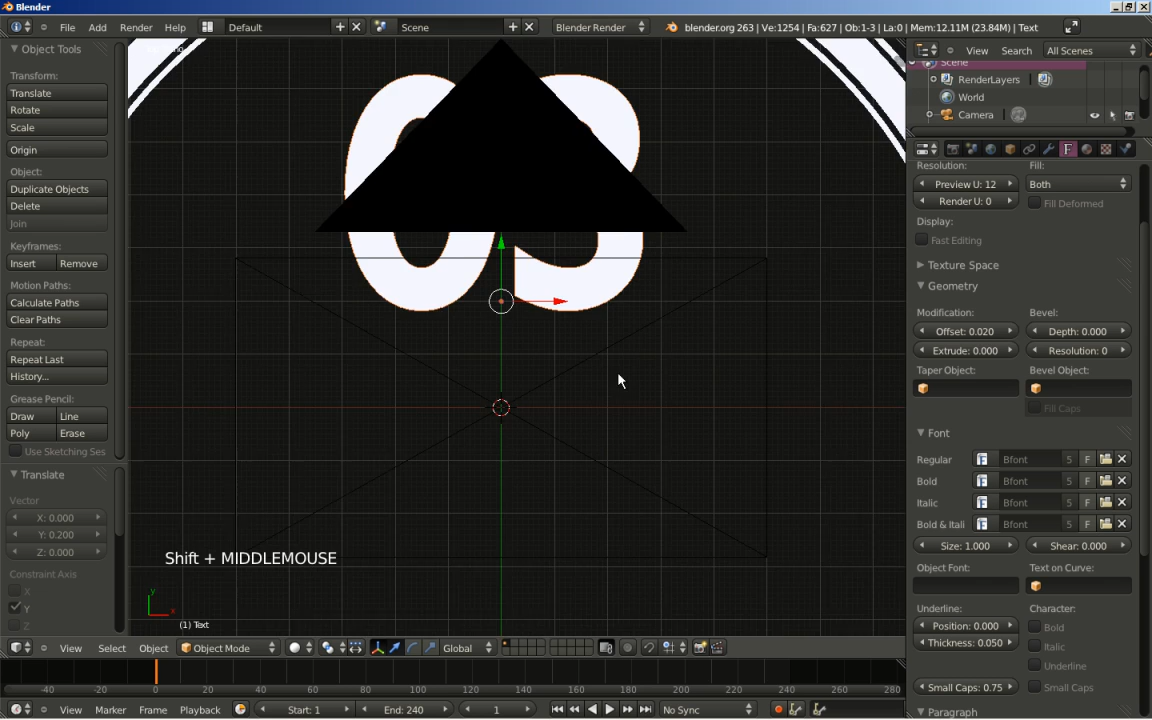 Blender
File Add Render Help Default Scene Blender Render blender.org 263 | Ve:1254 | Fa:627 | Ob:1-3 | La:0 | Mem:12.11M (23.84M) | Text
Object Tools
View Search All Scenes
Scene
Transform:
RenderLayers
Translate
World
Rotate
Camera
Scale
Origin
Resolution: Fill:
Object:
Preview U: 12 Both
Duplicate Objects
Render U: 0 Fill Deformed
Delete
Join
Display:
Fast Editing
Keyframes:
Insert Remove
Texture Space
Geometry
Motion Paths:
Calculate Paths
Modification: Bevel:
Clear Paths
Offset: 0.020 Depth: 0.000
Repeat:
Extrude: 0.000 Resolution: 0
Repeat Last
Taper Object: Bevel Object:
History...
Grease Pencil:
Fill Caps
Draw Line
Poly Erase
Font
Use Sketching Ses
Regular Bfont 5 F
Translate
Bold Bfont 5 F
Vector
Italic Bfont 5 F
X: 0.000
Bold & Itali Bfont 5 F
Y: 0.200
Size: 1.000 Shear: 0.000
Z: 0.000
Shift + MIDDLEMOUSE
Object Font: Text on Curve:
Constraint Axis
X
Y
Underline: Character:
Z
Position: 0.000 Bold
y
x
(1) Text
Thickness: 0.050 Italic
View Select Object Object Mode Global
Underline
Small Caps: 0.75 Small Caps
-40 -20 0 20 40 60 80 100 120 140 160 180 200 220 240 260 280
View Marker Frame Playback Start: 1 End: 240 1 No Sync
Paragraph